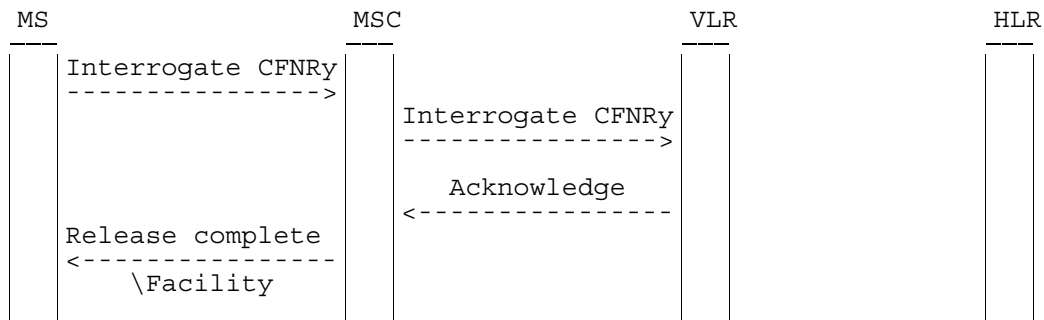 MS MSC VLR HLR
Interrogate CFNRy
---------------->
Interrogate CFNRy
---------------->
Acknowledge
<----------------
Release complete
<----------------
\Facility